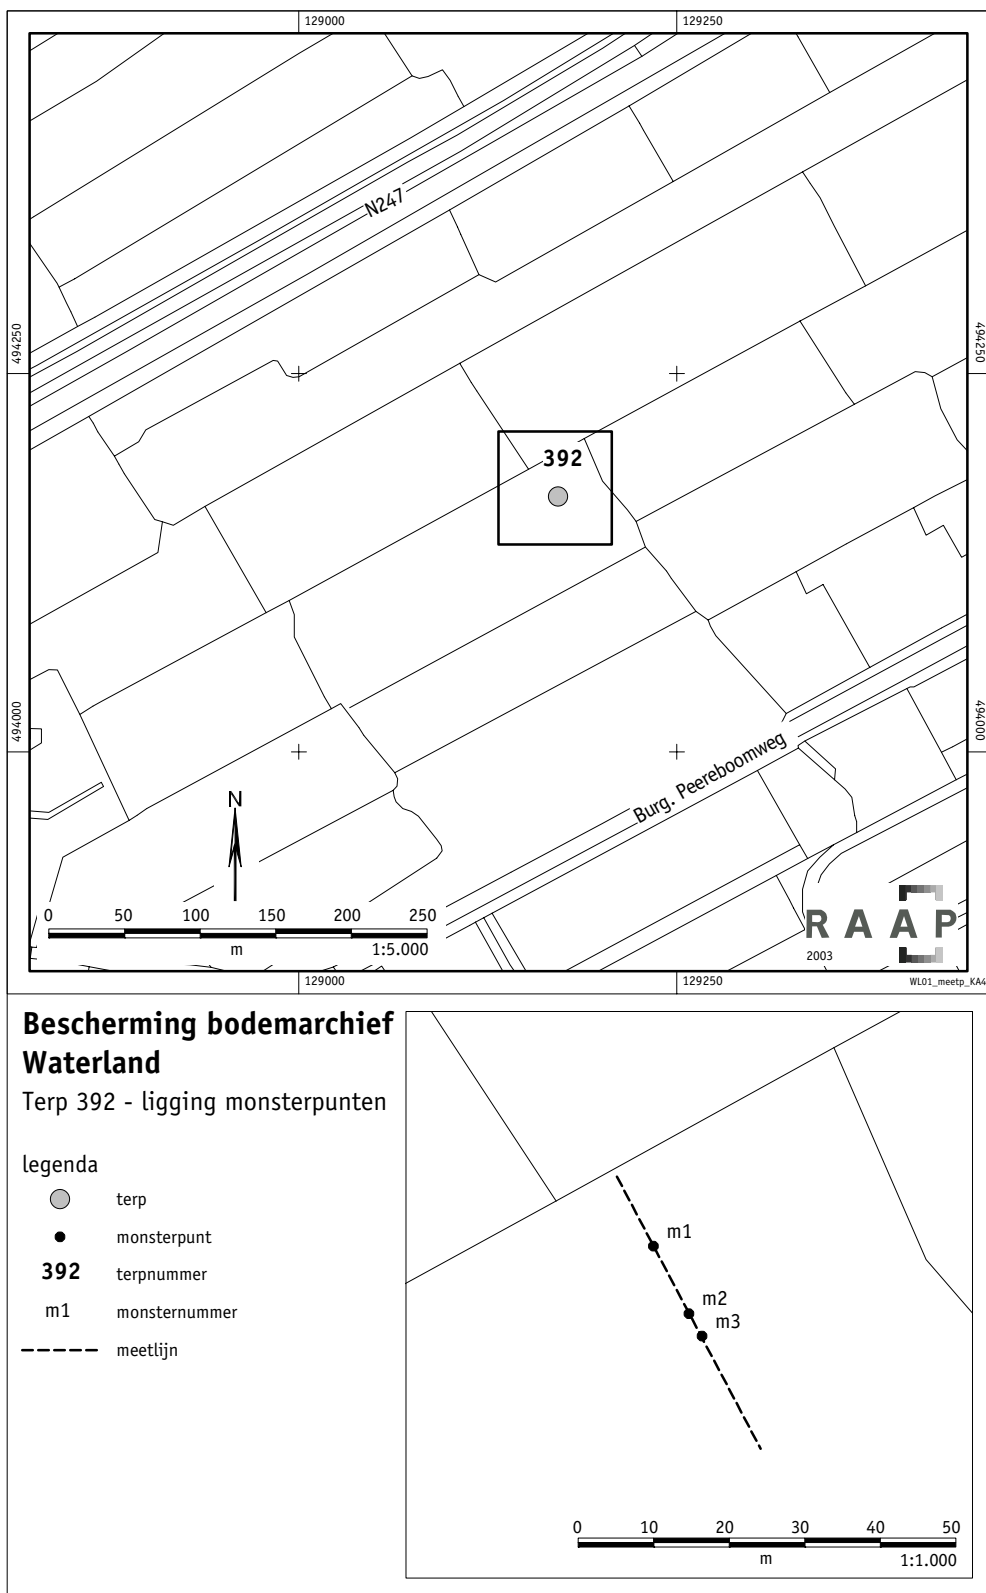 129000
129250
N247
494250
494250
392
494000
494000
Burg. Peereboomweg
N
0 50 100 150 200 250
m
1:5.000
RAAP
2003
129000
129250
WL01_meetp_KA4
Bescherming bodemarchief
Waterland
Terp 392 - ligging monsterpunten
legenda
terp
monsterpunt
392 terpnummer
m1 monsternummer
meetlijn
m1
m2
m3
0 10 20 30 40 50
m
1:1.000